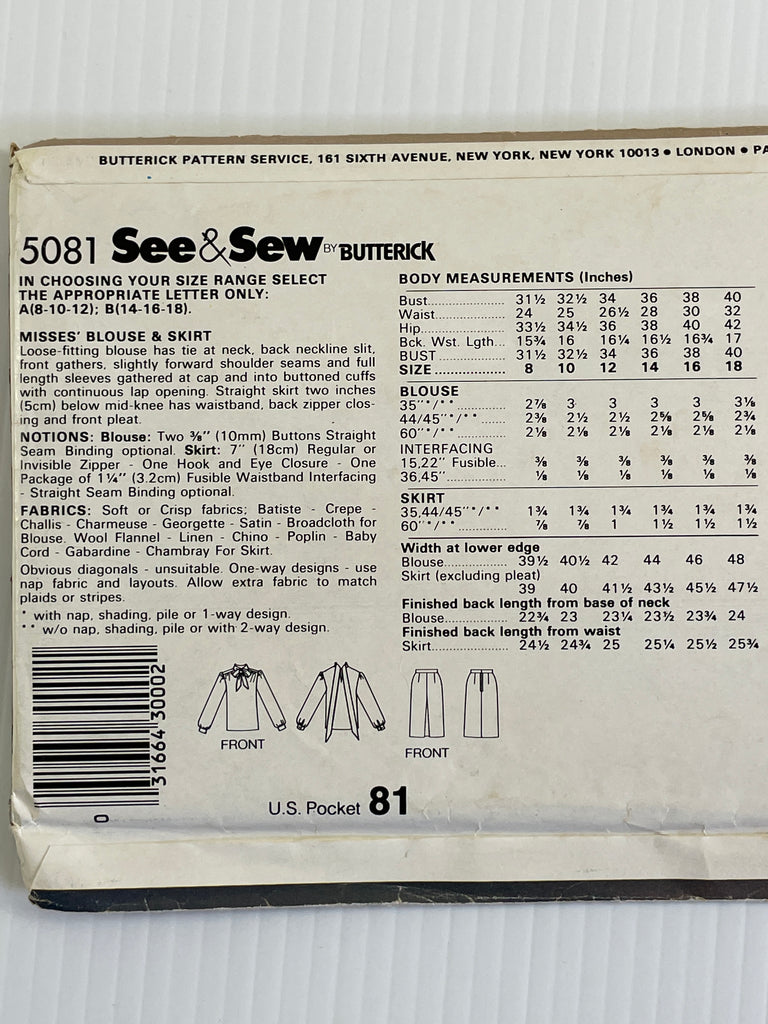 BUTTERICK PATTERN SERVICE, 161 SIXTH AVENUE, NEW YORK, NEW YORK 10013 • LONDON • PA
5081 See & Sew BY BUTTERICK
IN CHOOSING YOUR SIZE RANGE SELECT
THE APPROPRIATE LETTER ONLY:
A(8-10-12); B(14-16-18).
MISSES' BLOUSE & SKIRT
Loose-fitting blouse has tie at neck, back neckline slit,
front gathers, slightly forward shoulder seams and full
length sleeves gathered at cap and into buttoned cuffs
with continuous lap opening. Straight skirt two inches
(5cm) below mid-knee has waistband, back zipper clos-
ing and front pleat.
NOTIONS: Blouse: Two 3/8" (10mm) Buttons Straight
Seam Binding optional. Skirt: 7" (18cm) Regular or
Invisible Zipper - One Hook and Eye Closure - One
Package of 1¼" (3.2cm) Fusible Waistband Interfacing
- Straight Seam Binding optional.
FABRICS: Soft or Crisp fabrics; Batiste - Crepe -
Challis - Charmeuse - Georgette - Satin - Broadcloth for
Blouse. Wool Flannel - Linen - Chino - Poplin - Baby
Cord - Gabardine - Chambray For Skirt.
Obvious diagonals - unsuitable. One-way designs - use
nap fabric and layouts. Allow extra fabric to match
plaids or stripes.
* with nap, shading, pile or 1-way design.
** w/o nap, shading, pile or with 2-way design.
BODY MEASUREMENTS (Inches)
Bust.................... 31½ 32½ 34 36 38 40
Waist................... 24 25 26½ 28 30 32
Hip..................... 33½ 34½ 36 38 40 42
Bck. Wst. Lgth... 15¾ 16 16¼ 16½ 16¾ 17
BUST.................. 31½ 32½ 34 36 38 40
SIZE .................. 8 10 12 14 16 18
BLOUSE
35"*/** .............. 2⅞ 3 3 3 3 3⅛
44/45"*/** .......... 2⅜ 2½ 2½ 2⅝ 2⅝ 2¾
60"*/** .............. 2⅛ 2⅛ 2⅛ 2⅛ 2⅛ 2⅛
INTERFACING
15,22" Fusible... ⅜ ⅜ ⅜ ⅜ ⅜ ⅜
36,45".............. ⅛ ⅛ ⅛ ⅛ ⅛ ⅛
SKIRT
35,44/45"*/** 1¾ 1¾ 1¾ 1¾ 1¾ 1¾
60"*/** .............. ⅞ ⅞ 1 1½ 1½ 1½
Width at lower edge
Blouse.................... 39½ 40½ 42 44 46 48
Skirt (excluding pleat)
39 40 41½ 43½ 45½ 47½
Finished back length from base of neck
Blouse.................... 22¾ 23 23¼ 23½ 23¾ 24
Finished back length from waist
Skirt...................... 24½ 24¾ 25 25¼ 25½ 25¾
0 31664 30002
FRONT
FRONT
U.S. Pocket 81